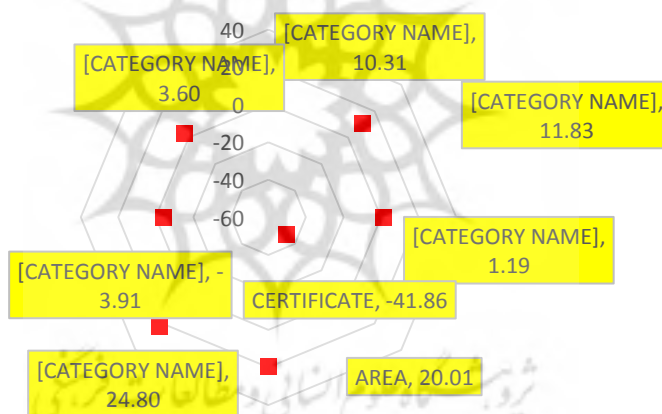 40
20
0
-20
-40
-60
[CATEGORY NAME],
10.31
[CATEGORY NAME],
3.60
[CATEGORY NAME],
11.83
[CATEGORY NAME],
1.19
[CATEGORY NAME], -
3.91
CERTIFICATE, -41.86
[CATEGORY NAME],
24.80
AREA, 20.01